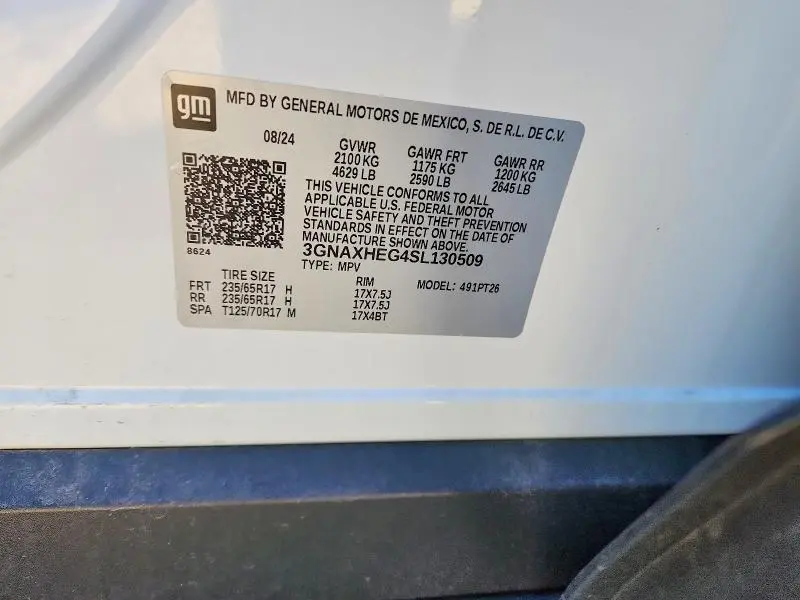 gm MFD BY GENERAL MOTORS DE MEXICO, S. DE R.L. DE C.V.
08/24 GVWR GAWR FRT GAWR RR
2100 KG 1175 KG 1200 KG
4629 LB 2590 LB 2645 LB
THIS VEHICLE CONFORMS TO ALL
APPLICABLE U.S. FEDERAL MOTOR
VEHICLE SAFETY AND THEFT PREVENTION
STANDARDS IN EFFECT ON THE DATE OF
MANUFACTURE SHOWN ABOVE.
8624
3GNAXHEG4SL130509
TYPE: MPV
TIRE SIZE RIM MODEL: 491PT26
FRT 235/65R17 H 17X7.5J
RR 235/65R17 H 17X7.5J
SPA T125/70R17 M 17X4BT